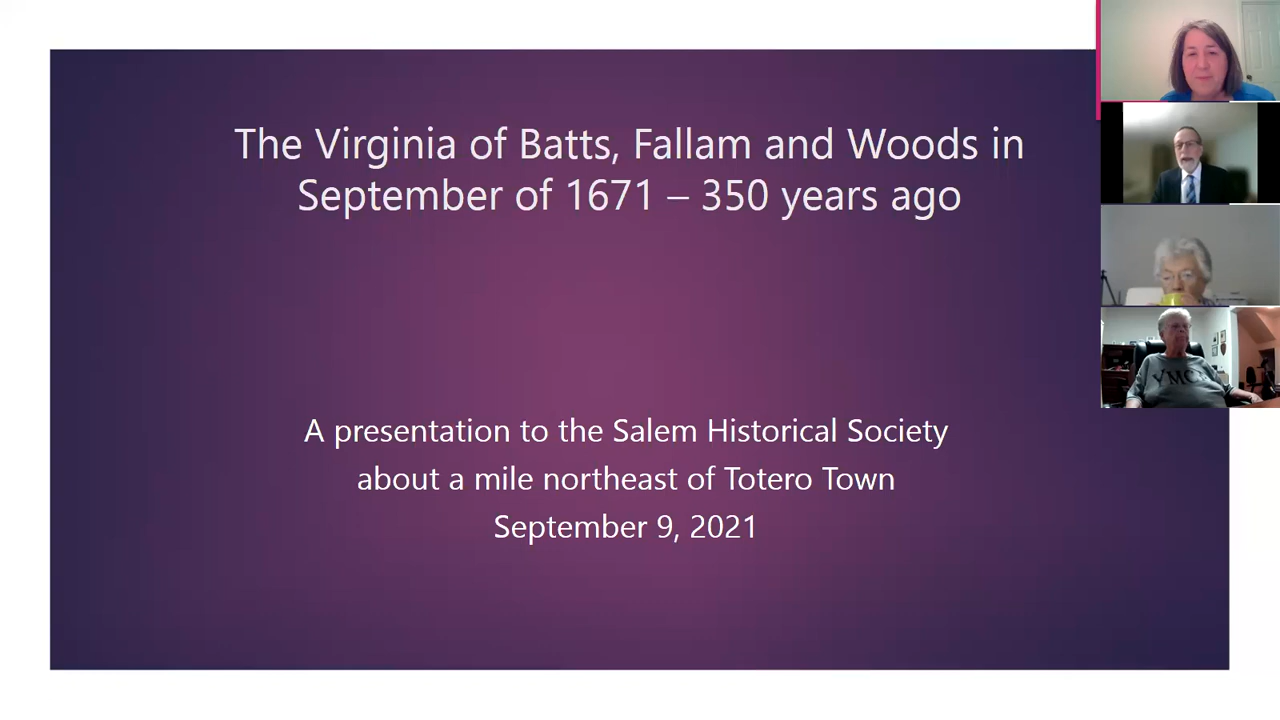 The Virginia of Batts, Fallam and Woods in
September of 1671 – 350 years ago
A presentation to the Salem Historical Society
about a mile northeast of Totero Town
September 9, 2021